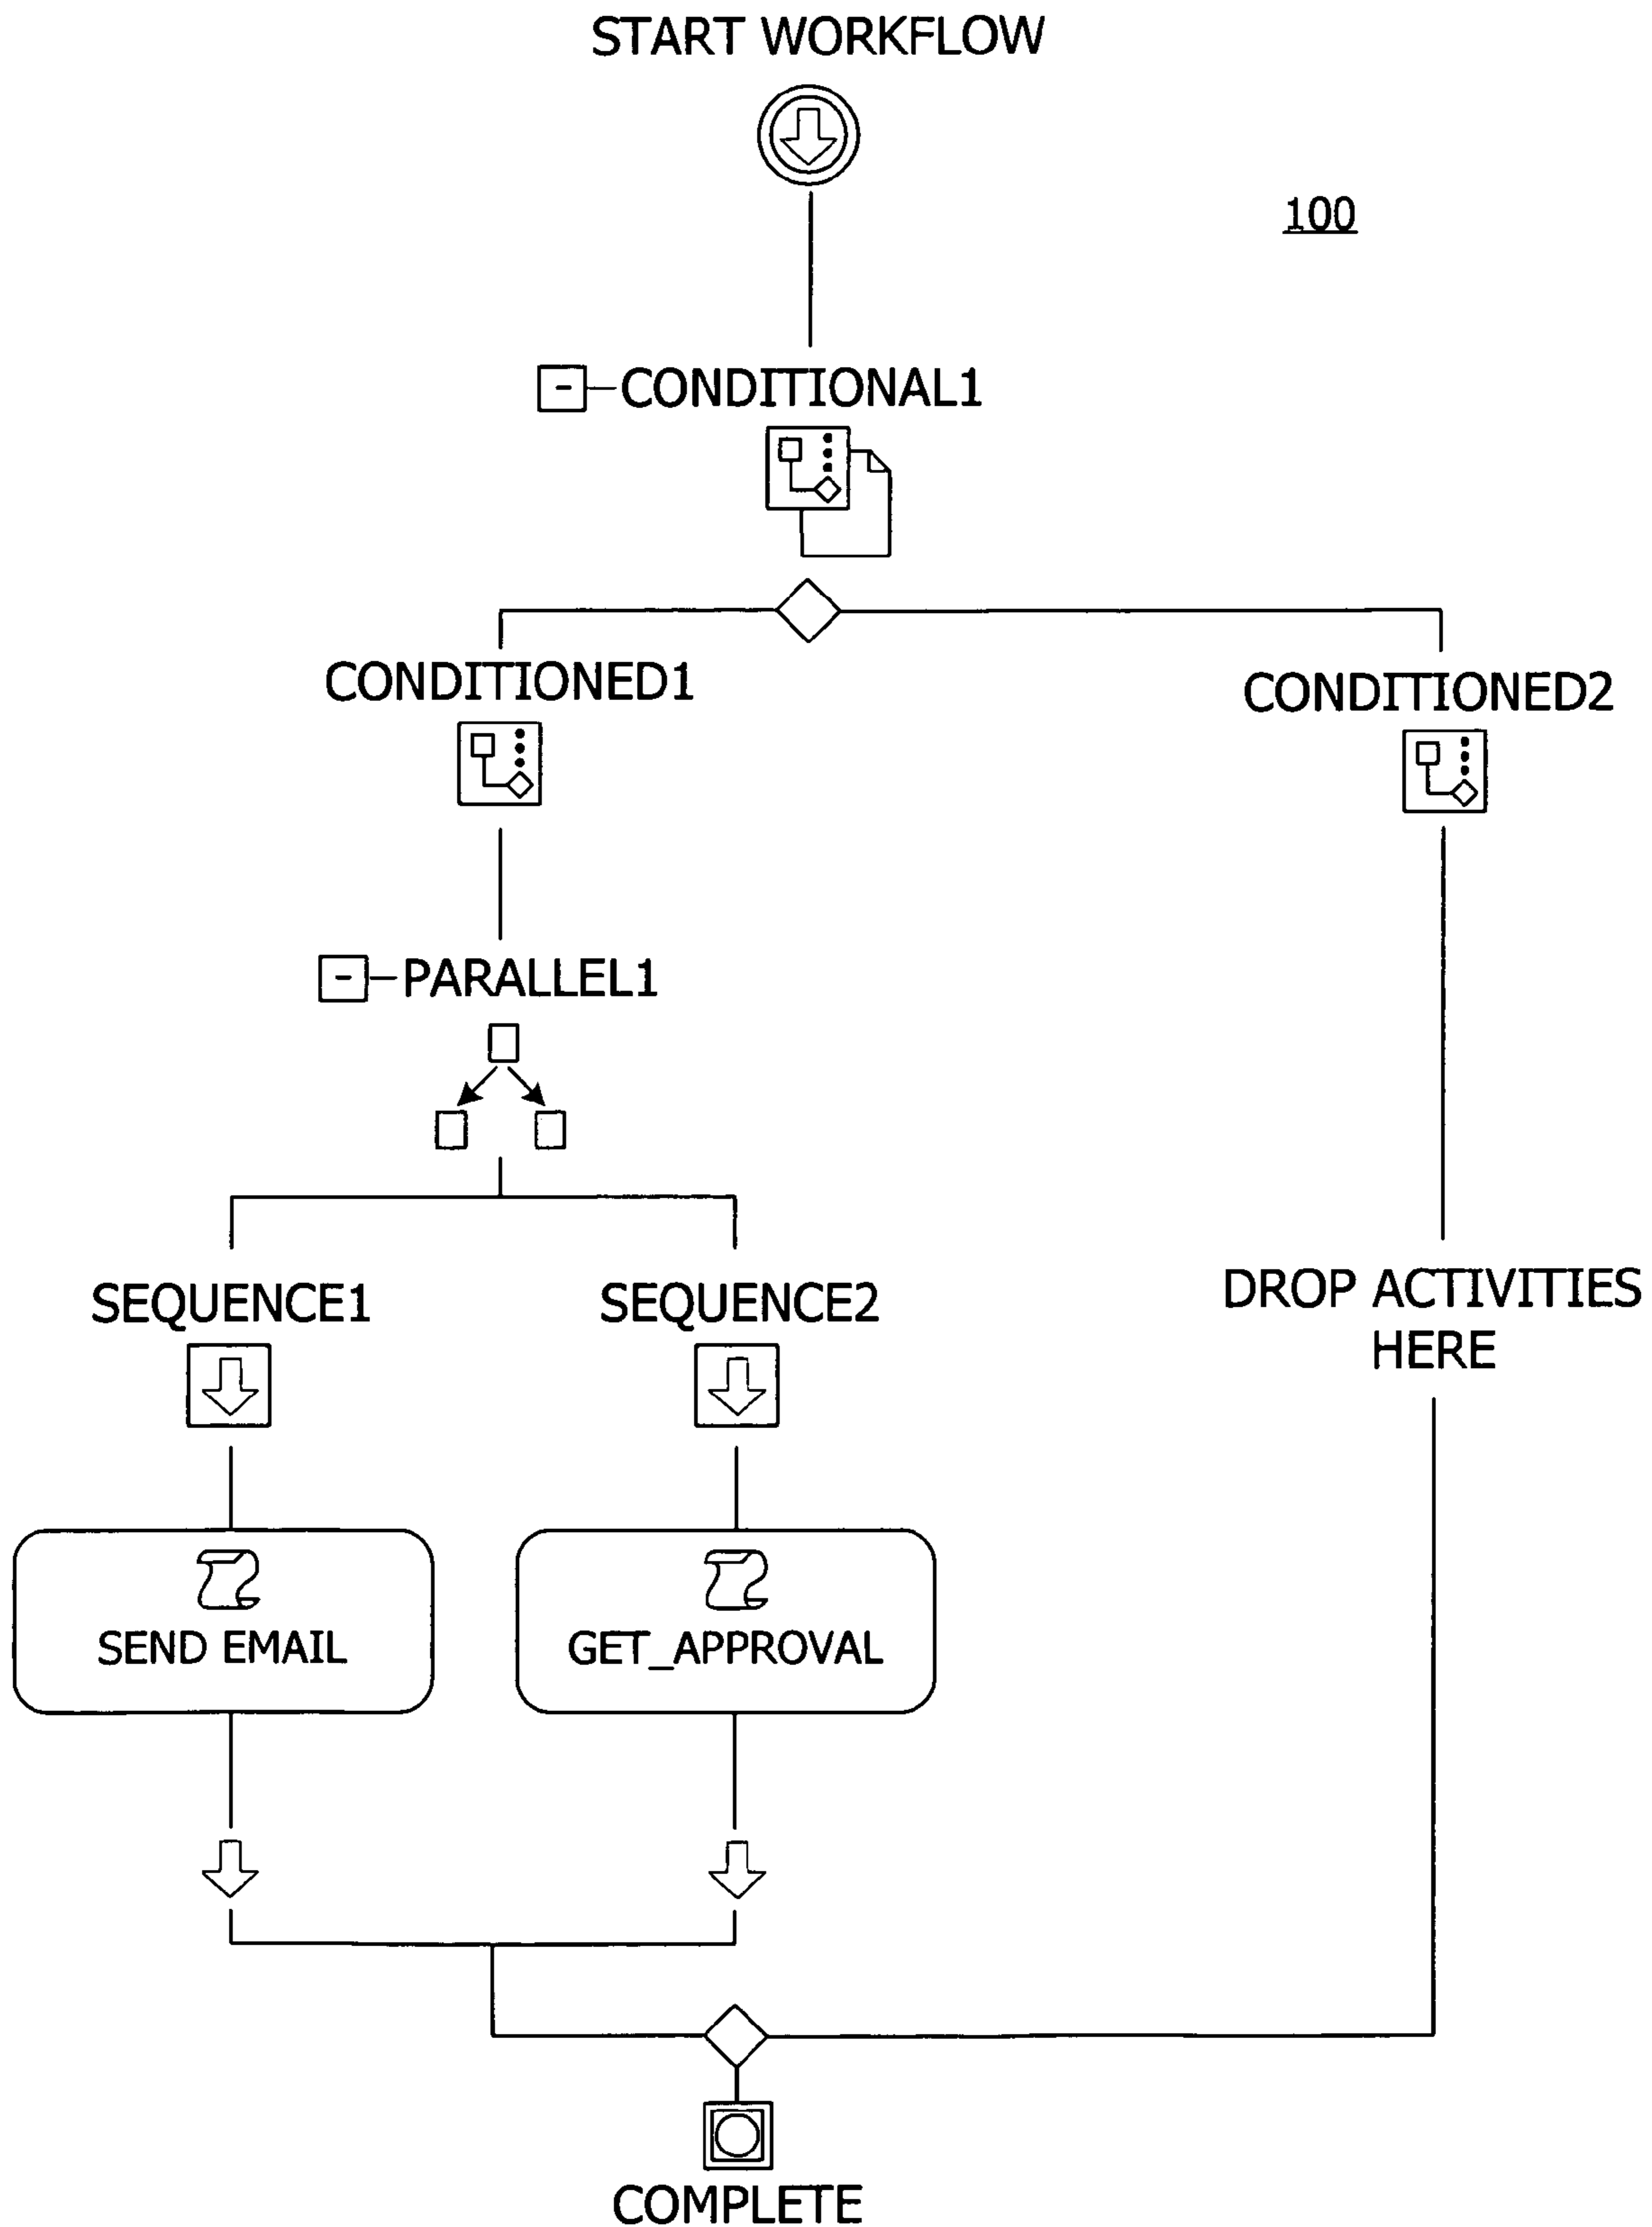 START WORKFLOW
100
CONDITIONAL1
CONDITIONED1
CONDITIONED2
PARALLEL1
SEQUENCE1
SEQUENCE2
DROP ACTIVITIES
HERE
SEND EMAIL
GET_APPROVAL
COMPLETE